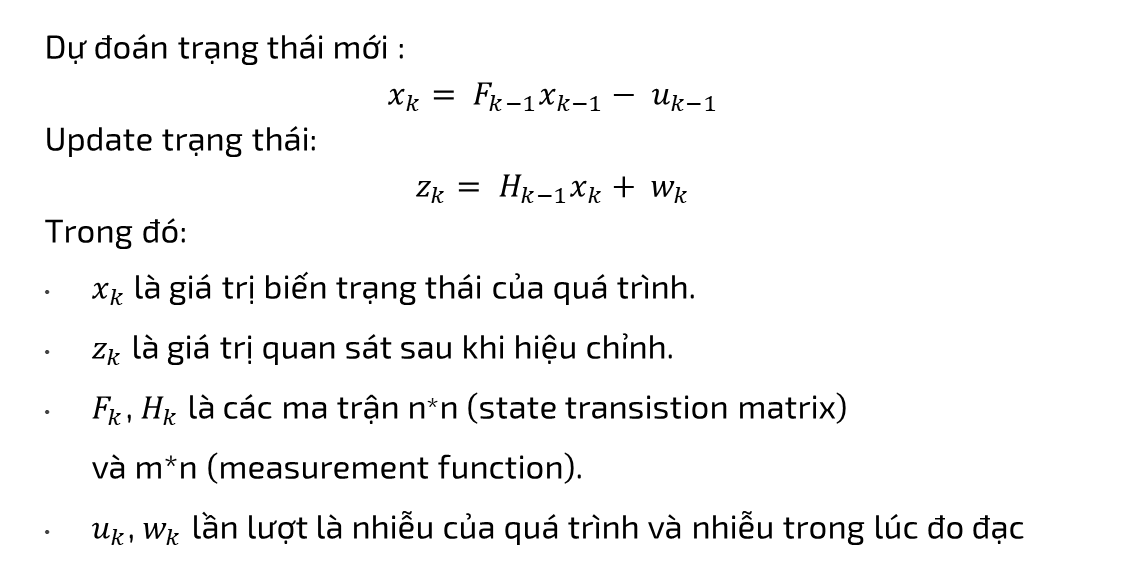 Dự đoán trạng thái mới :
x_k = F_{k−1}x_{k−1} − u_{k−1}
Update trạng thái:
z_k = H_{k−1}x_k + w_k
Trong đó:
· x_k là giá trị biến trạng thái của quá trình.
· z_k là giá trị quan sát sau khi hiệu chỉnh.
· F_k, H_k là các ma trận n*n (state transistion matrix)
và m*n (measurement function).
· u_k, w_k lần lượt là nhiễu của quá trình và nhiễu trong lúc đo đạc